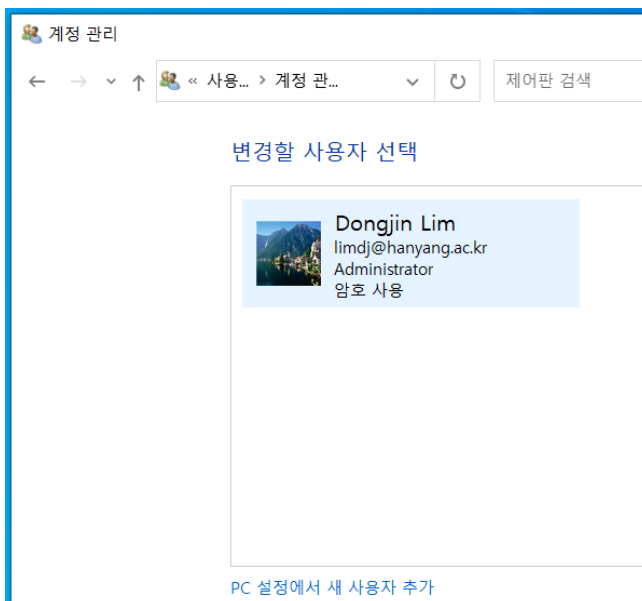 계정 관리
« 사용... > 계정 관...
제어판 검색
변경할 사용자 선택
Dongjin Lim
limdj@hanyang.ac.kr
Administrator
암호 사용
PC 설정에서 새 사용자 추가